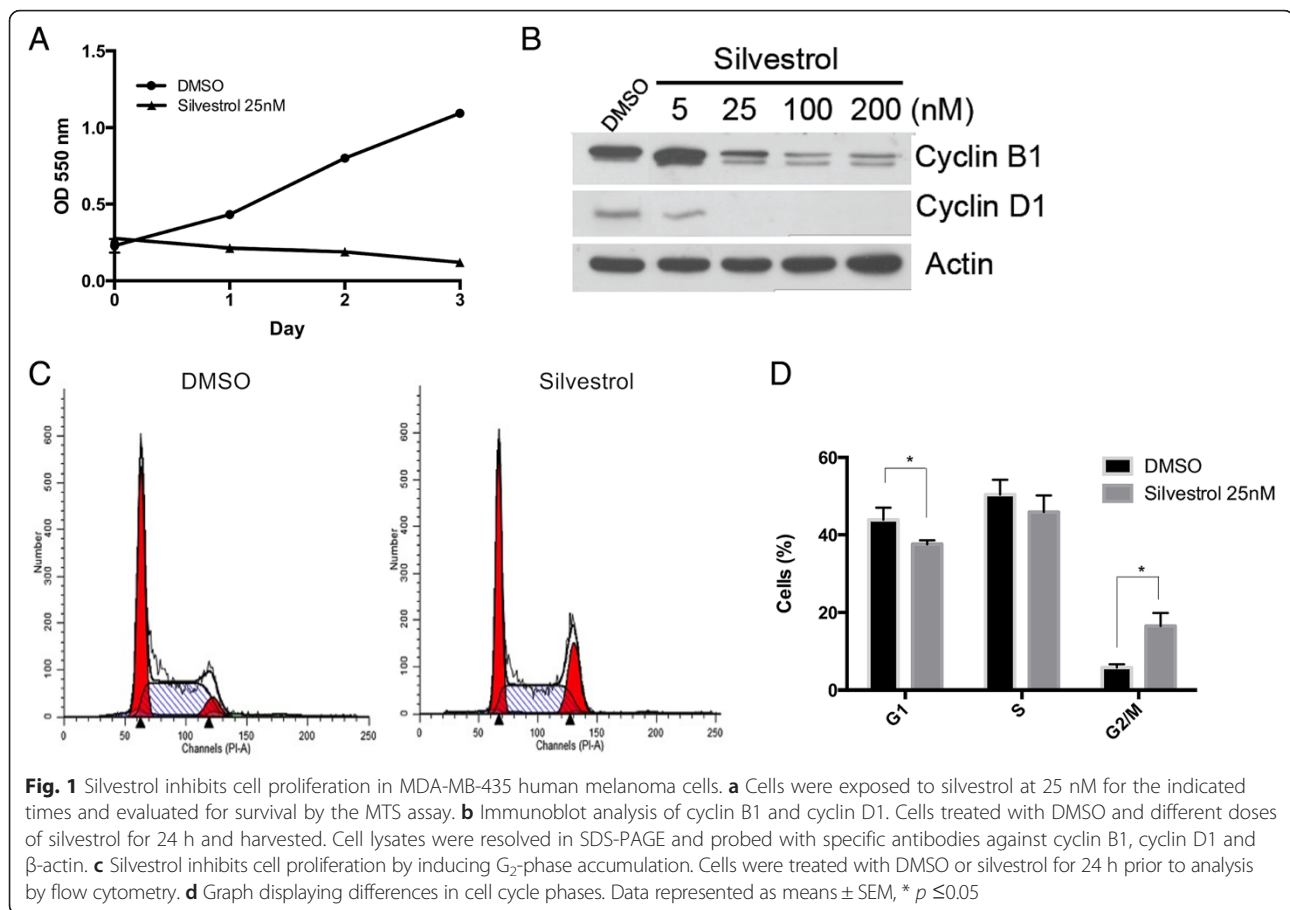 A
1.5
1.0
0.5
0.0
OD 550 nm
DMSO
Silvestrol 25nM
0 1 2 3
Day
B
Silvestrol
DMSO 5 25 100 200 (nM)
Cyclin B1
Cyclin D1
Actin
C
DMSO
Number
600
500
400
300
200
100
0
0 50 100 150 200 250
Channels (PI-A)
Silvestrol
Number
600
500
400
300
200
100
0
0 50 100 150 200 250
Channels (PI-A)
D
60
40
20
0
Cells (%)
DMSO
Silvestrol 25nM
*
*
G1 S G2/M
Fig. 1 Silvestrol inhibits cell proliferation in MDA-MB-435 human melanoma cells. a Cells were exposed to silvestrol at 25 nM for the indicated
times and evaluated for survival by the MTS assay. b Immunoblot analysis of cyclin B1 and cyclin D1. Cells treated with DMSO and different doses
of silvestrol for 24 h and harvested. Cell lysates were resolved in SDS-PAGE and probed with specific antibodies against cyclin B1, cyclin D1 and
β-actin. c Silvestrol inhibits cell proliferation by inducing G₂-phase accumulation. Cells were treated with DMSO or silvestrol for 24 h prior to analysis
by flow cytometry. d Graph displaying differences in cell cycle phases. Data represented as means ± SEM, * p ≤0.05